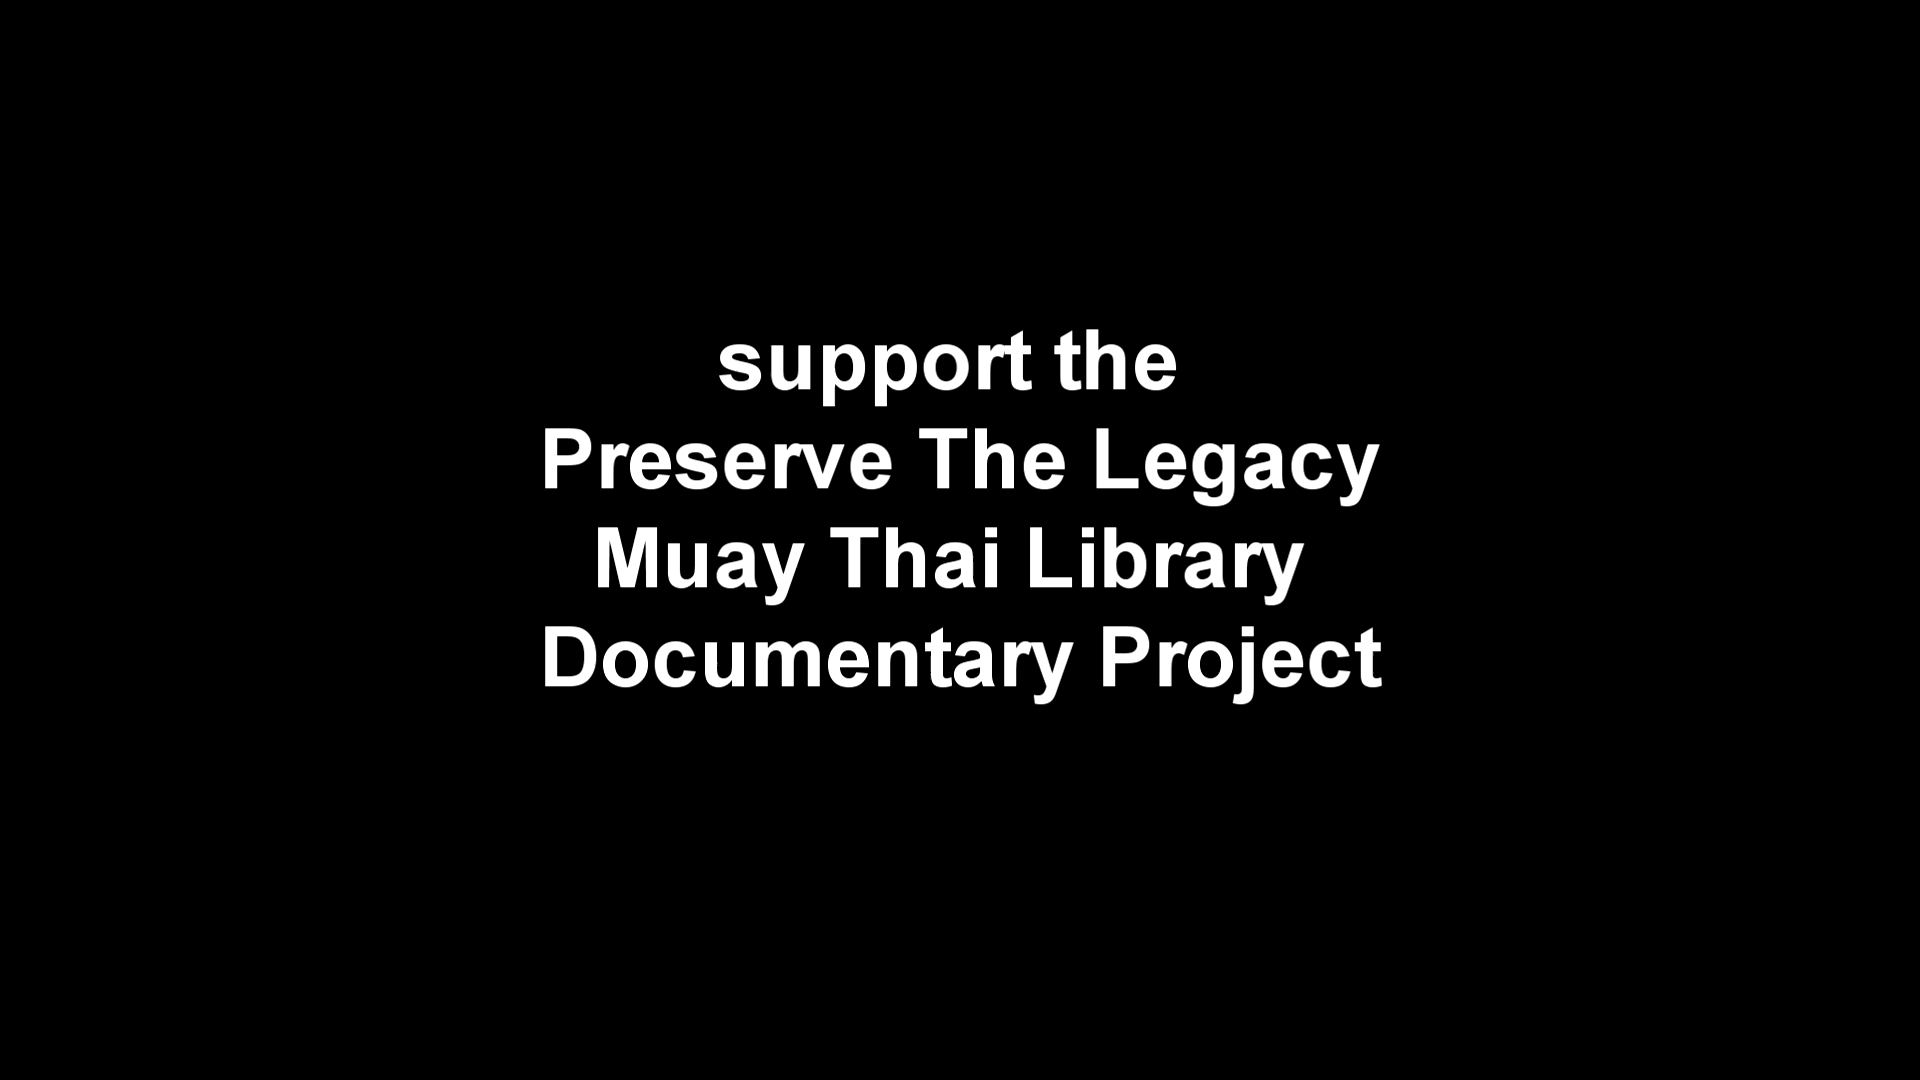 support the
Preserve The Legacy
Muay Thai Library
Documentary Project